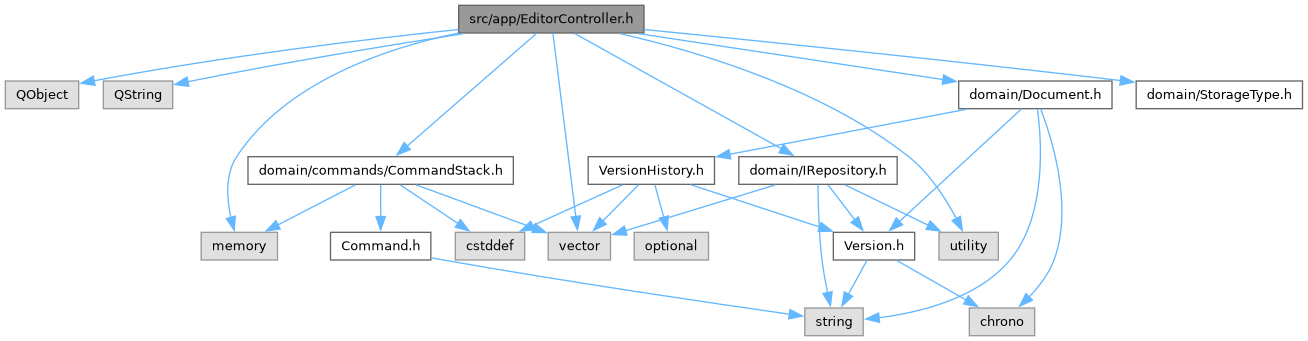 src/app/EditorController.h
QObject
QString
domain/Document.h
domain/StorageType.h
domain/commands/CommandStack.h
VersionHistory.h
domain/IRepository.h
memory
Command.h
cstddef
vector
optional
Version.h
utility
string
chrono